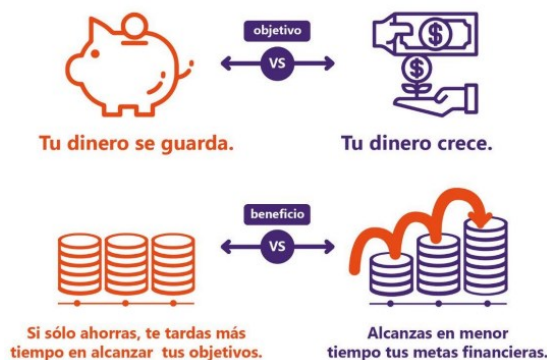 objetivo
VS
Tu dinero se guarda.
Tu dinero crece.
beneficio
VS
Si sólo ahorras, te tardas más
tiempo en alcanzar tus objetivos.
Alcanzas en menor
tiempo tus metas financieras.